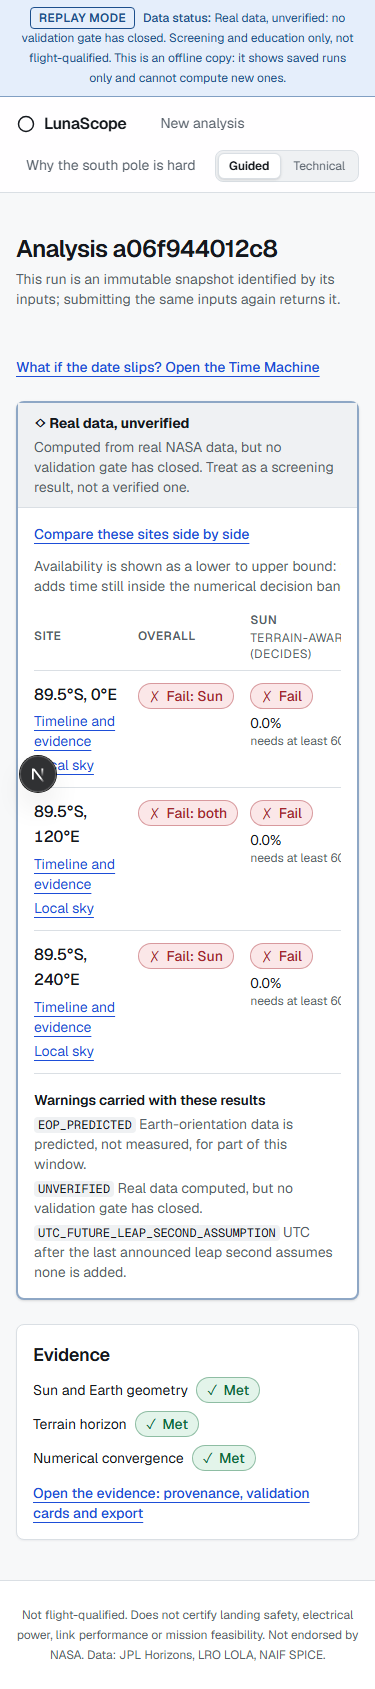 REPLAY MODE Data status: Real data, unverified: no
validation gate has closed. Screening and education only, not
flight-qualified. This is an offline copy: it shows saved runs
only and cannot compute new ones.
LunaScope New analysis
Why the south pole is hard Guided Technical
Analysis a06f944012c8
This run is an immutable snapshot identified by its
inputs; submitting the same inputs again returns it.
What if the date slips? Open the Time Machine
Real data, unverified
Computed from real NASA data, but no
validation gate has closed. Treat as a screening
result, not a verified one.
Compare these sites side by side
Availability is shown as a lower to upper bound:
adds time still inside the numerical decision ban
SUN
SITE OVERALL TERRAIN-AWAR
(DECIDES)
89.5°S, 0°E ✗ Fail: Sun ✗ Fail
Timeline and 0.0%
evidence needs at least 60
al sky
N
89.5°S, ✗ Fail: both ✗ Fail
120°E 0.0%
Timeline and needs at least 60
evidence
Local sky
89.5°S, ✗ Fail: Sun ✗ Fail
240°E 0.0%
Timeline and needs at least 60
evidence
Local sky
Warnings carried with these results
EOP_PREDICTED Earth-orientation data is
predicted, not measured, for part of this
window.
UNVERIFIED Real data computed, but no
validation gate has closed.
UTC_FUTURE_LEAP_SECOND_ASSUMPTION UTC
after the last announced leap second assumes
none is added.
Evidence
Sun and Earth geometry ✓ Met
Terrain horizon ✓ Met
Numerical convergence ✓ Met
Open the evidence: provenance, validation
cards and export
Not flight-qualified. Does not certify landing safety, electrical
power, link performance or mission feasibility. Not endorsed by
NASA. Data: JPL Horizons, LRO LOLA, NAIF SPICE.